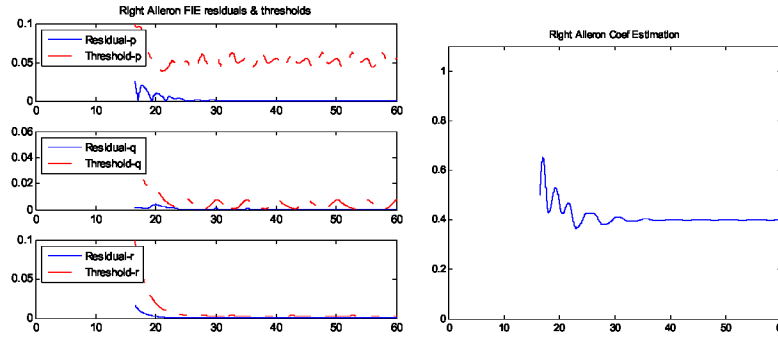 Right Aileron FIE residuals & thresholds
0.1
0.05
0
Residual-p
Threshold-p
0 10 20 30 40 50 60
0.06
0.04
0.02
0
Residual-q
Threshold-q
0 10 20 30 40 50 60
0.1
0.05
0
Residual-r
Threshold-r
0 10 20 30 40 50 60
Right Aileron Coef Estimation
1
0.8
0.6
0.4
0.2
0
0 10 20 30 40 50 60